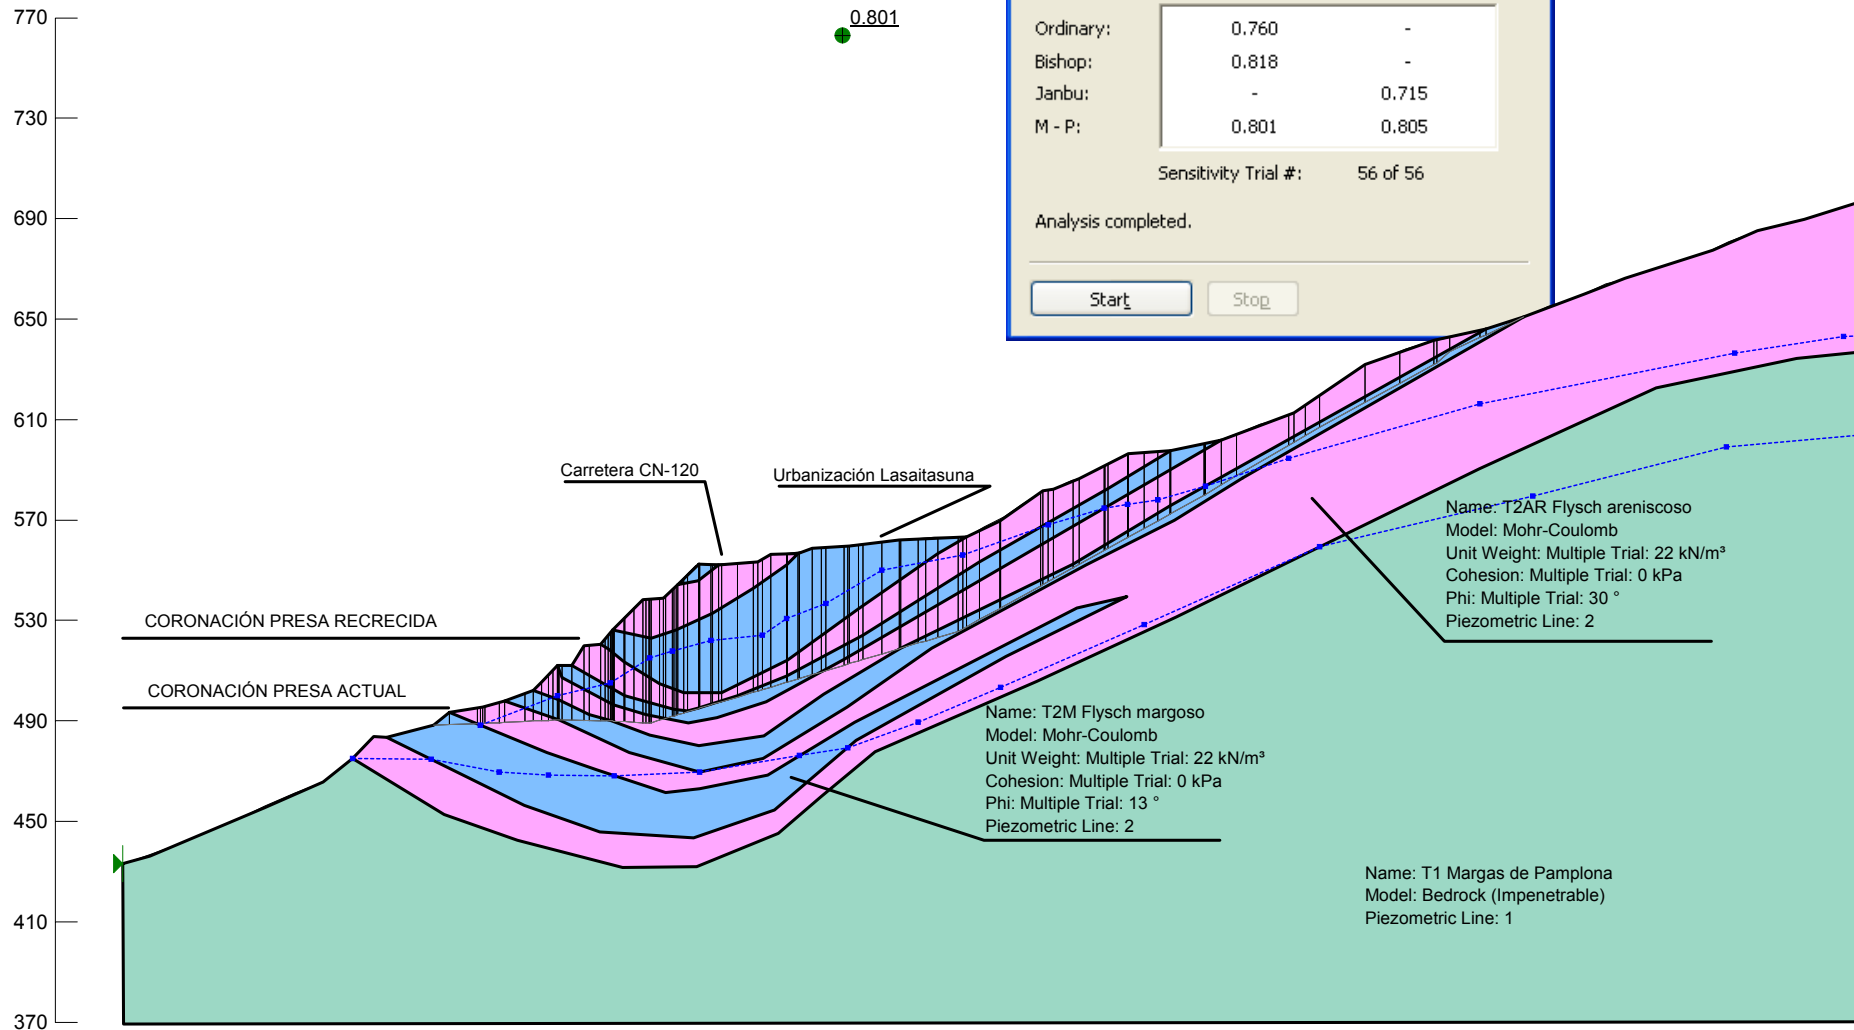 770
730
690
650
610
570
530
490
450
410
370
0.801
Ordinary: 0.760 -
Bishop: 0.818 -
Janbu: - 0.715
M - P: 0.801 0.805
Sensitivity Trial #: 56 of 56
Analysis completed.
Start Stop
Carretera CN-120
Urbanización Lasaitasuna
CORONACIÓN PRESA RECRECIDA
CORONACIÓN PRESA ACTUAL
Name: T2AR Flysch areniscoso
Model: Mohr-Coulomb
Unit Weight: Multiple Trial: 22 kN/m³
Cohesion: Multiple Trial: 0 kPa
Phi: Multiple Trial: 30 °
Piezometric Line: 2
Name: T2M Flysch margoso
Model: Mohr-Coulomb
Unit Weight: Multiple Trial: 22 kN/m³
Cohesion: Multiple Trial: 0 kPa
Phi: Multiple Trial: 13 °
Piezometric Line: 2
Name: T1 Margas de Pamplona
Model: Bedrock (Impenetrable)
Piezometric Line: 1